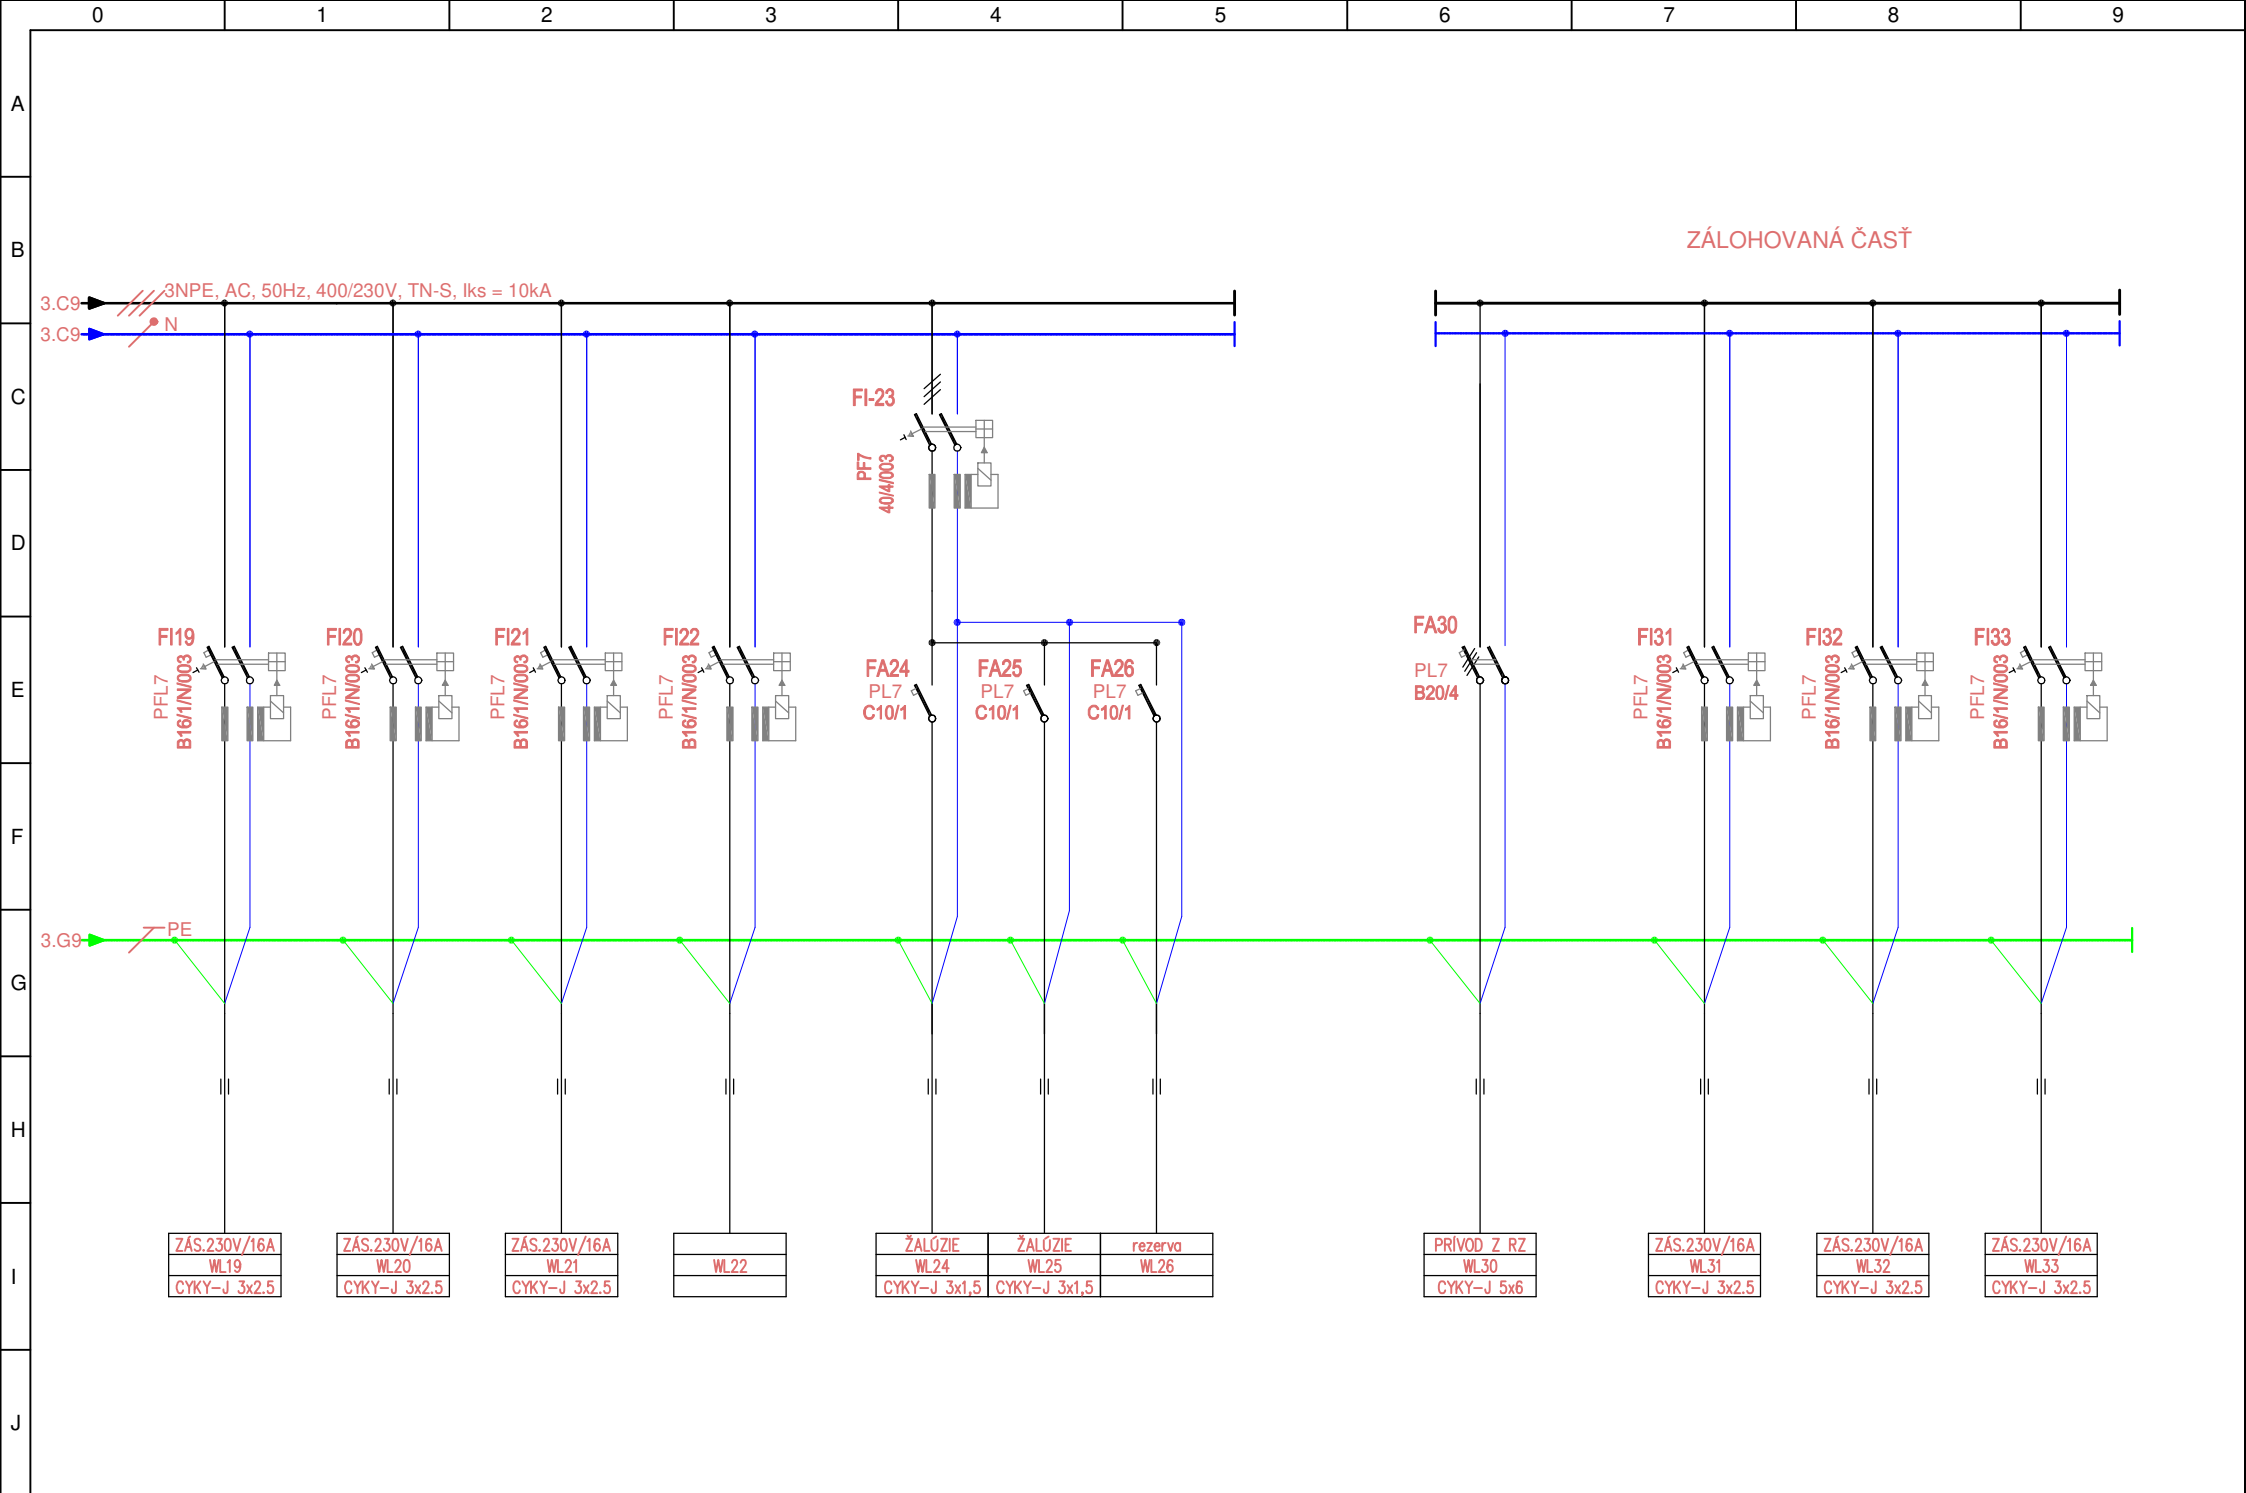 0 1 2 3 4 5 6 7 8 9
A
B
C
D
E
F
G
H
I
J
ZÁLOHOVANÁ ČASŤ
3.C9
3NPE, AC, 50Hz, 400/230V, TN-S, Iks = 10kA
3.C9
N
FI-23
PF7
40/4/003
FI19
PFL7
B16/1/N/003
FI20
PFL7
B16/1/N/003
FI21
PFL7
B16/1/N/003
FI22
PFL7
B16/1/N/003
FA24
PL7
C10/1
FA25
PL7
C10/1
FA26
PL7
C10/1
FA30
PL7
B20/4
FI31
PFL7
B16/1/N/003
FI32
PFL7
B16/1/N/003
FI33
PFL7
B16/1/N/003
3.G9
PE
ZÁS.230V/16A
WL19
CYKY-J 3x2.5
ZÁS.230V/16A
WL20
CYKY-J 3x2.5
ZÁS.230V/16A
WL21
CYKY-J 3x2.5
WL22
ŽALÚZIE
WL24
CYKY-J 3x1,5
ŽALÚZIE
WL25
CYKY-J 3x1,5
rezerva
WL26
PRÍVOD Z RZ
WL30
CYKY-J 5x6
ZÁS.230V/16A
WL31
CYKY-J 3x2.5
ZÁS.230V/16A
WL32
CYKY-J 3x2.5
ZÁS.230V/16A
WL33
CYKY-J 3x2.5